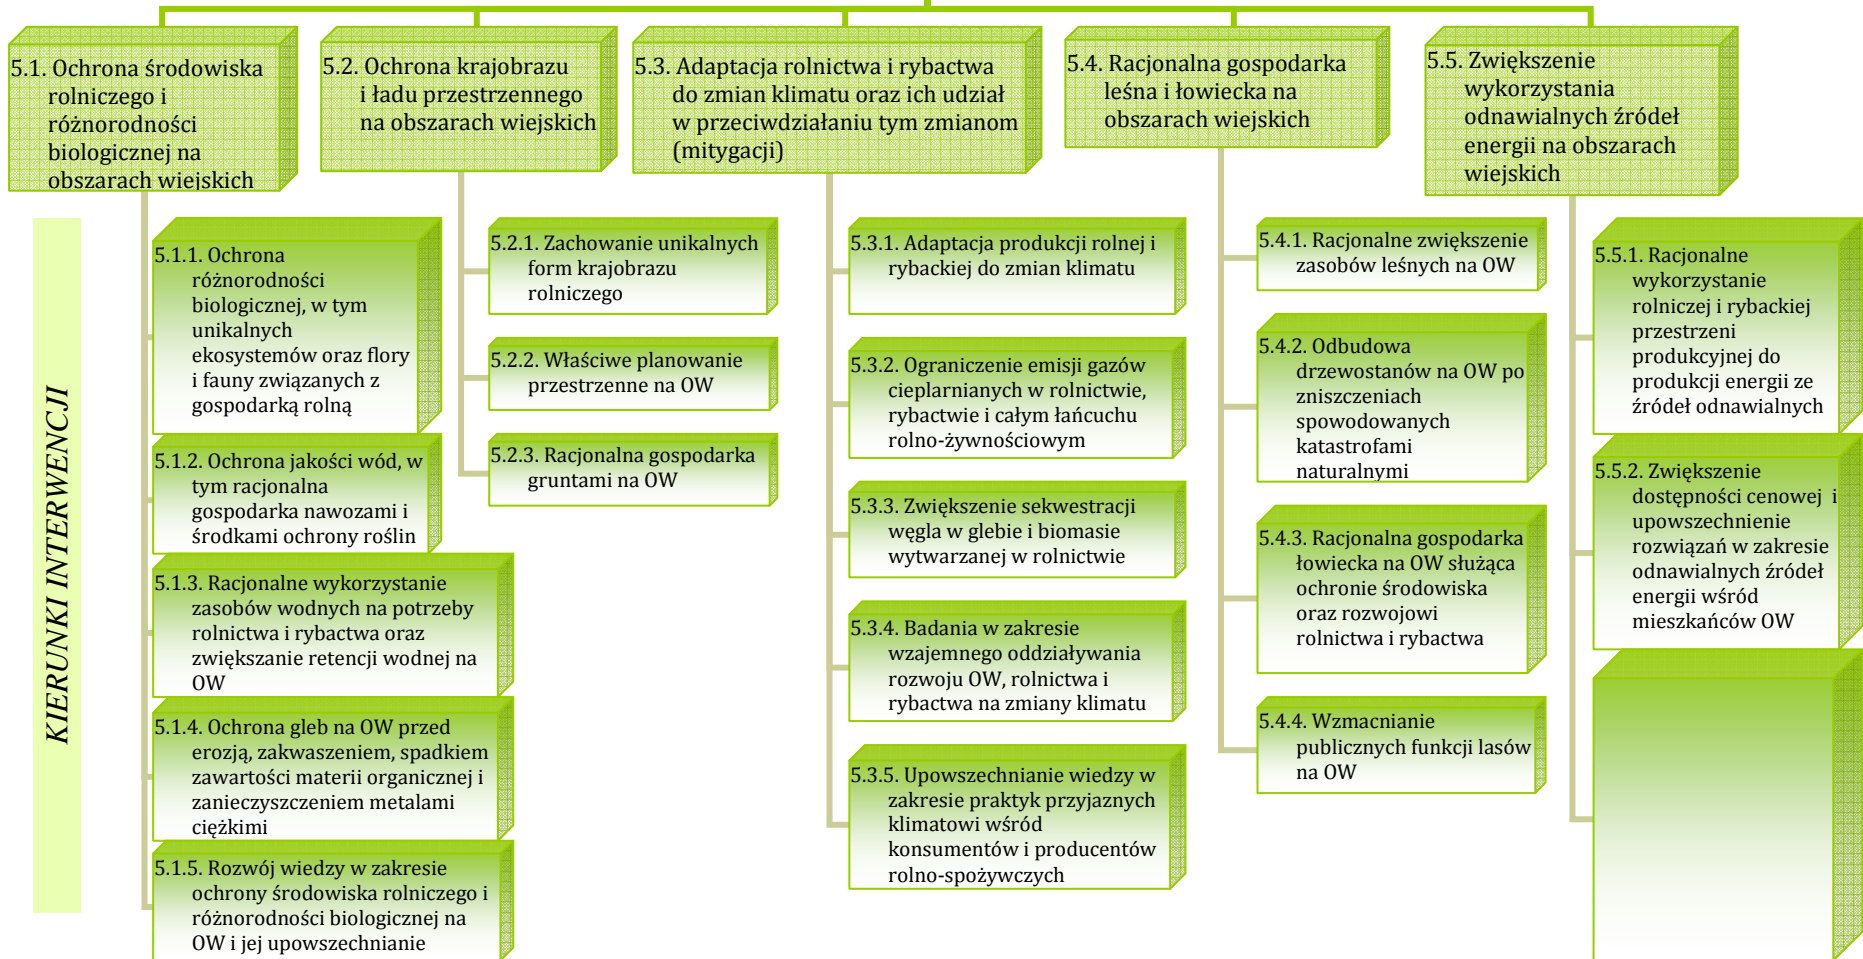 5.1. Ochrona środowiska
rolniczego i
różnorodności
biologicznej na
obszarach wiejskich
5.2. Ochrona krajobrazu
i ładu przestrzennego
na obszarach wiejskich
5.3. Adaptacja rolnictwa i rybactwa
do zmian klimatu oraz ich udział
w przeciwdziałaniu tym zmianom
(mitygacji)
5.4. Racjonalna gospodarka
leśna i łowiecka na
obszarach wiejskich
5.5. Zwiększenie
wykorzystania
odnawialnych źródeł
energii na obszarach
wiejskich
KIERUNKI INTERWENCJI
5.1.1. Ochrona
różnorodności
biologicznej, w tym
unikalnych
ekosystemów oraz flory
i fauny związanych z
gospodarką rolną
5.1.2. Ochrona jakości wód, w
tym racjonalna
gospodarka nawozami i
środkami ochrony roślin
5.1.3. Racjonalne wykorzystanie
zasobów wodnych na potrzeby
rolnictwa i rybactwa oraz
zwiększanie retencji wodnej na
OW
5.1.4. Ochrona gleb na OW przed
erozją, zakwaszeniem, spadkiem
zawartości materii organicznej i
zanieczyszczeniem metalami
ciężkimi
5.1.5. Rozwój wiedzy w zakresie
ochrony środowiska rolniczego i
różnorodności biologicznej na
OW i jej upowszechnianie
5.2.1. Zachowanie unikalnych
form krajobrazu
rolniczego
5.2.2. Właściwe planowanie
przestrzenne na OW
5.2.3. Racjonalna gospodarka
gruntami na OW
5.3.1. Adaptacja produkcji rolnej i
rybackiej do zmian klimatu
5.3.2. Ograniczenie emisji gazów
cieplarnianych w rolnictwie,
rybactwie i całym łańcuchu
rolno-żywnościowym
5.3.3. Zwiększenie sekwestracji
węgla w glebie i biomasie
wytwarzanej w rolnictwie
5.3.4. Badania w zakresie
wzajemnego oddziaływania
rozwoju OW, rolnictwa i
rybactwa na zmiany klimatu
5.3.5. Upowszechnianie wiedzy w
zakresie praktyk przyjaznych
klimatowi wśród
konsumentów i producentów
rolno-spożywczych
5.4.1. Racjonalne zwiększenie
zasobów leśnych na OW
5.4.2. Odbudowa
drzewostanów na OW po
zniszczeniach
spowodowanych
katastrofami
naturalnymi
5.4.3. Racjonalna gospodarka
łowiecka na OW służąca
ochronie środowiska
oraz rozwojowi
rolnictwa i rybactwa
5.4.4. Wzmacnianie
publicznych funkcji lasów
na OW
5.5.1. Racjonalne
wykorzystanie
rolniczej i rybackiej
przestrzeni
produkcyjnej do
produkcji energii ze
źródeł odnawialnych
5.5.2. Zwiększenie
dostępności cenowej i
upowszechnienie
rozwiązań w zakresie
odnawialnych źródeł
energii wśród
mieszkańców OW